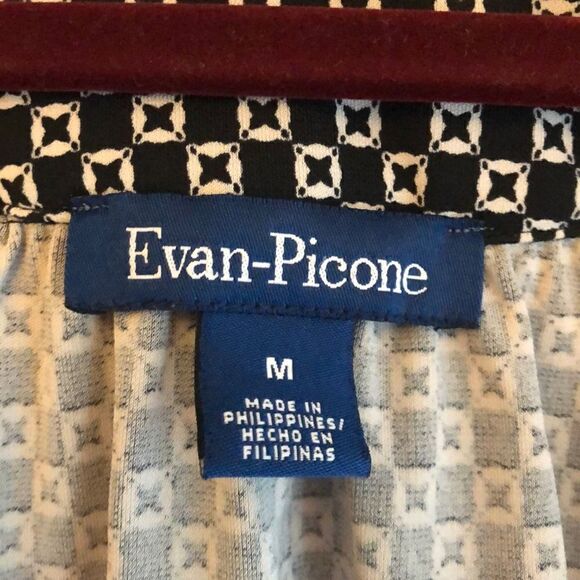 Evan-Picone
M
MADE IN
PHILIPPINES/
HECHO EN
FILIPINAS